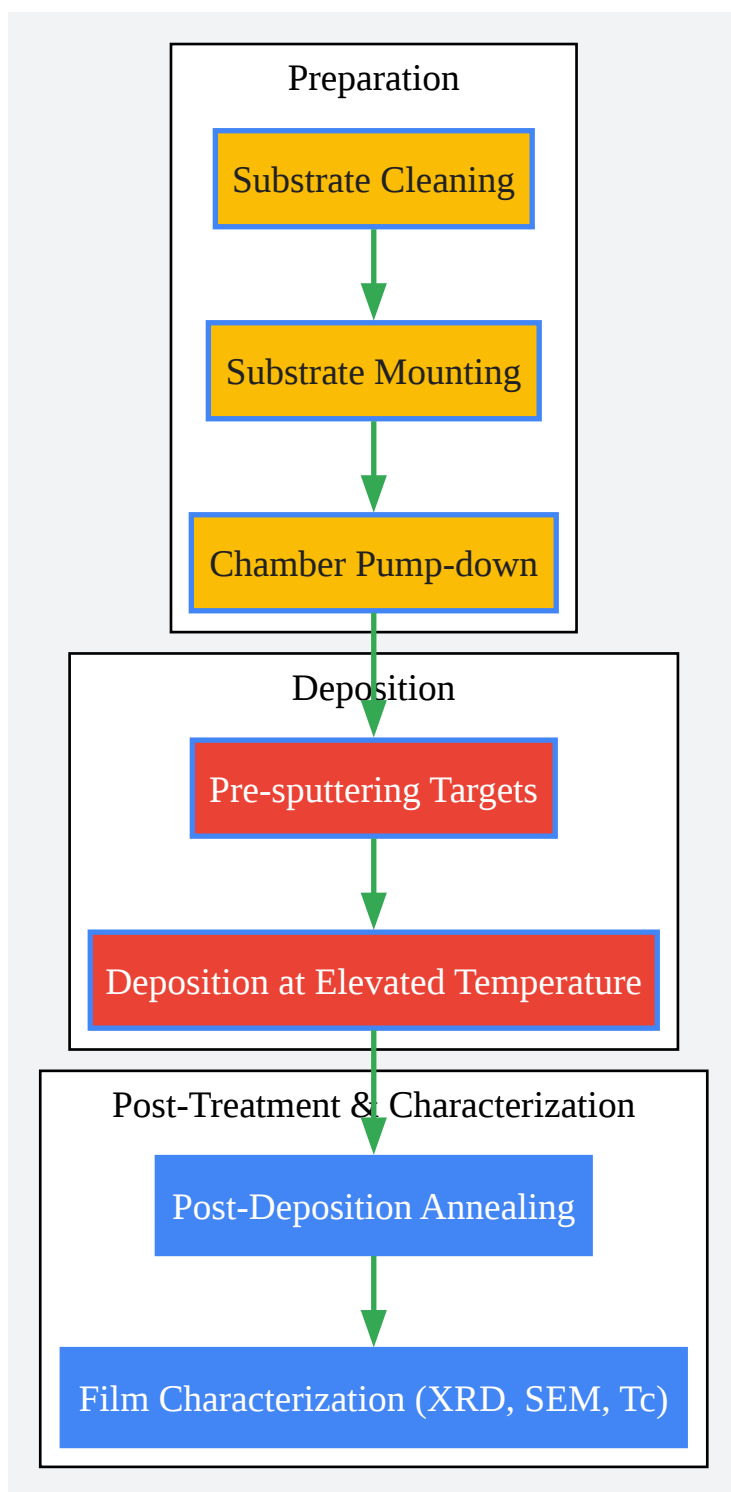 Preparation
Substrate Cleaning
Substrate Mounting
Chamber Pump-down
Deposition
Pre-sputtering Targets
Deposition at Elevated Temperature
Post-Treatment & Characterization
Post-Deposition Annealing
Film Characterization (XRD, SEM, Tc)